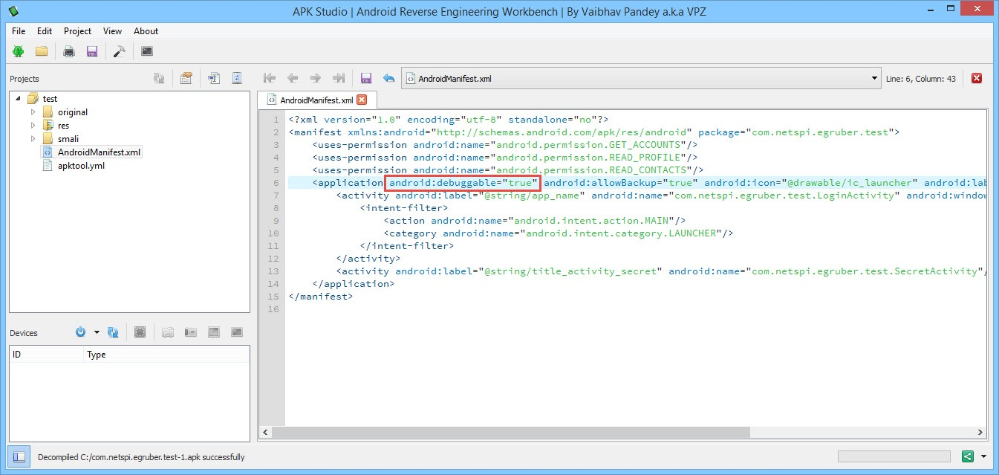 APK Studio | Android Reverse Engineering Workbench | By Vaibhav Pandey a.k.a VPZ
File Edit Project View About
Projects
AndroidManifest.xml
Line: 6, Column: 43
test
original
res
smali
AndroidManifest.xml
apktool.yml
AndroidManifest.xml
1 <?xml version="1.0" encoding="utf-8" standalone="no"?>
2 <manifest xmlns:android="http://schemas.android.com/apk/res/android" package="com.netspi.egruber.test">
3 <uses-permission android:name="android.permission.GET_ACCOUNTS"/>
4 <uses-permission android:name="android.permission.READ_PROFILE"/>
5 <uses-permission android:name="android.permission.READ_CONTACTS"/>
6 <application android:debuggable="true" android:allowBackup="true" android:icon="@drawable/ic_launcher" android:lab
7 <activity android:label="@string/app_name" android:name="com.netspi.egruber.test.LoginActivity" android:window
8 <intent-filter>
9 <action android:name="android.intent.action.MAIN"/>
10 <category android:name="android.intent.category.LAUNCHER"/>
11 </intent-filter>
12 </activity>
13 <activity android:label="@string/title_activity_secret" android:name="com.netspi.egruber.test.SecretActivity"/
14 </application>
15 </manifest>
16
Devices
ID Type
Decompiled C:/com.netspi.egruber.test-1.apk successfully